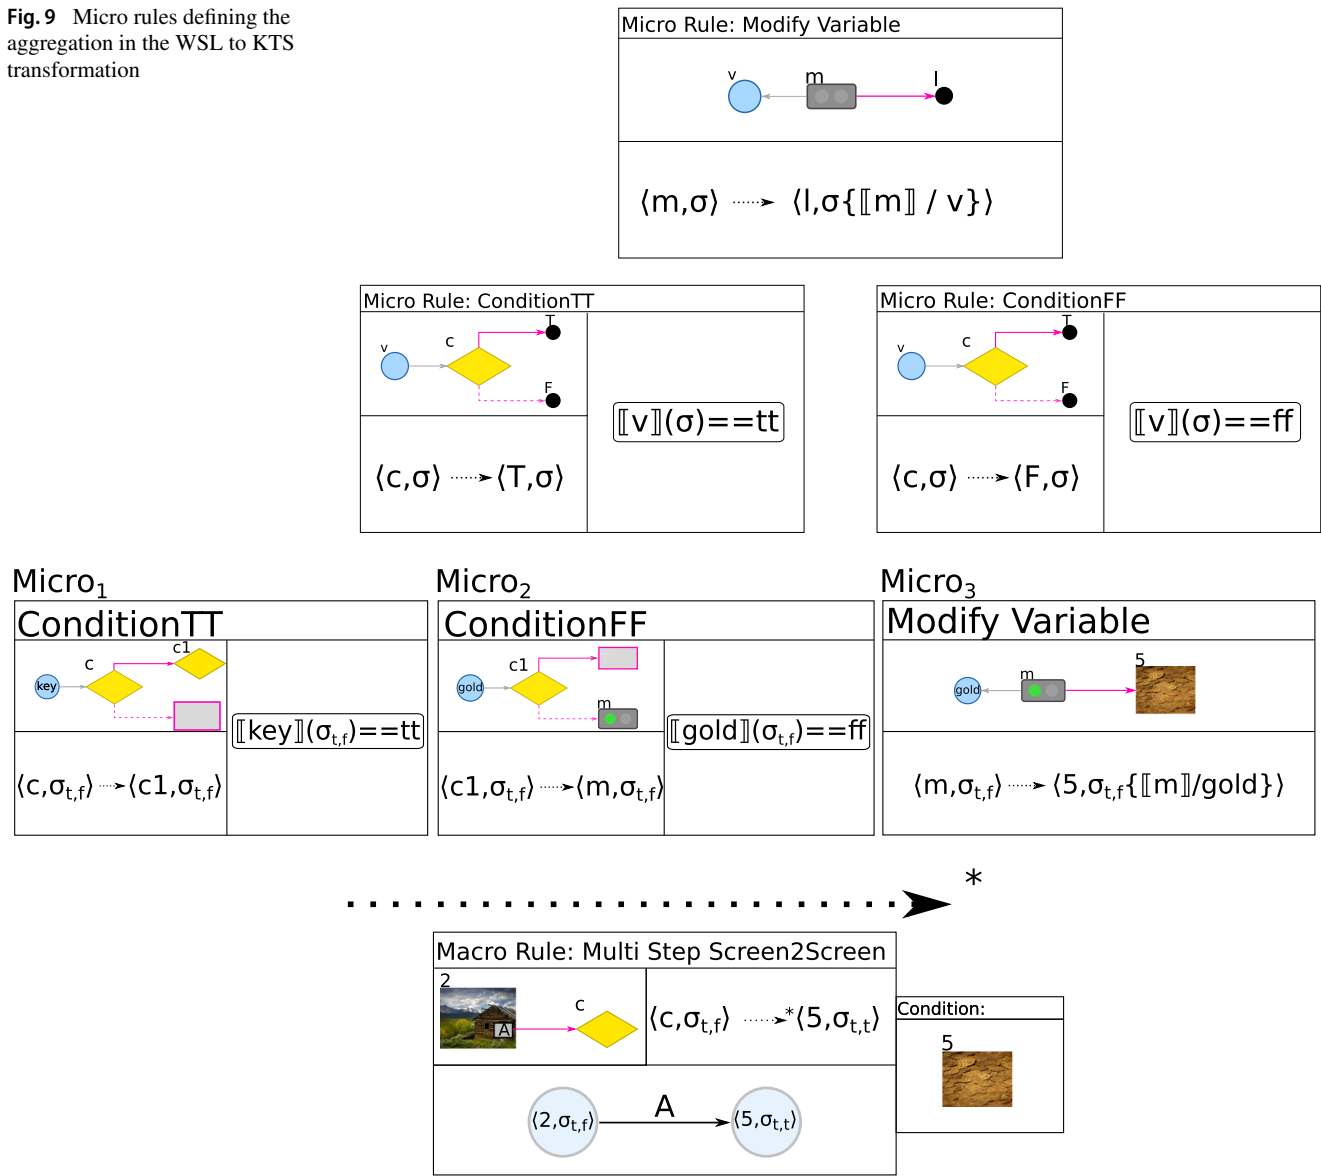 Fig. 9 Micro rules defining the
aggregation in the WSL to KTS
transformation
Micro Rule: Modify Variable
v m l
⟨m,σ⟩ ⟨l,σ{⟦m⟧ / v}⟩
Micro Rule: ConditionTT
v c T
F
⟦v⟧(σ)==tt
⟨c,σ⟩ ⟨T,σ⟩
Micro Rule: ConditionFF
v c T
F
⟦v⟧(σ)==ff
⟨c,σ⟩ ⟨F,σ⟩
Micro₁
ConditionTT
key c c1
⟦key⟧(σt,f)==tt
⟨c,σt,f⟩ ⟨c1,σt,f⟩
Micro₂
ConditionFF
gold c1
m
⟦gold⟧(σt,f)==ff
⟨c1,σt,f⟩ ⟨m,σt,f⟩
Micro₃
Modify Variable
gold m 5
⟨m,σt,f⟩ ⟨5,σt,f{⟦m⟧/gold}⟩
*
Macro Rule: Multi Step Screen2Screen
2
A c
⟨c,σt,f⟩ *⟨5,σt,t⟩
⟨2,σt,f⟩ A ⟨5,σt,t⟩
Condition:
5